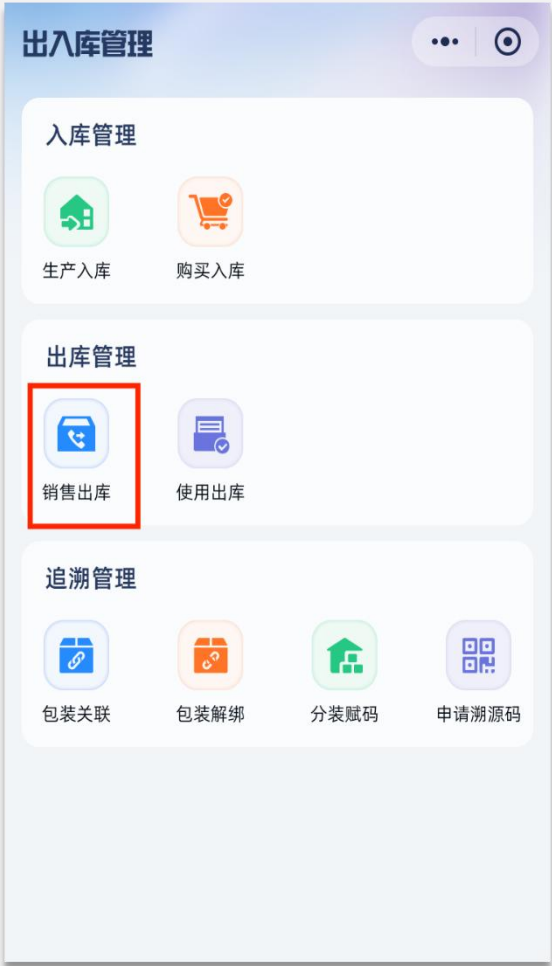 出入库管理
入库管理
生产入库 购买入库
出库管理
销售出库 使用出库
追溯管理
包装关联 包装解绑 分装赋码 申请溯源码